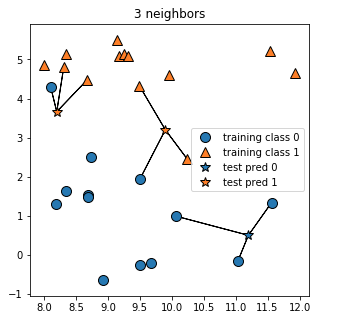 3 neighbors
5
4
3
2
1
0
−1
training class 0
training class 1
test pred 0
test pred 1
8.0 8.5 9.0 9.5 10.0 10.5 11.0 11.5 12.0